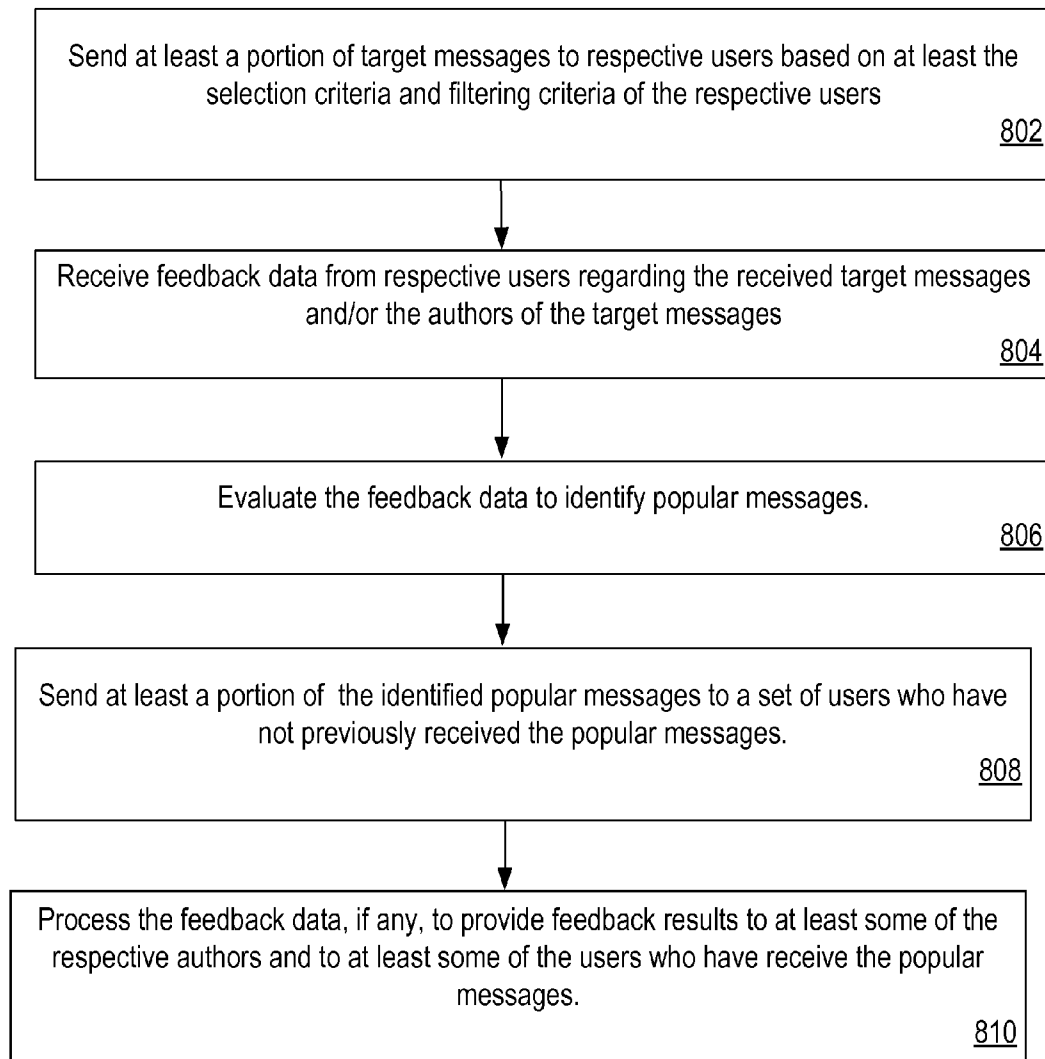 Send at least a portion of target messages to respective users based on at least the
selection criteria and filtering criteria of the respective users
802
Receive feedback data from respective users regarding the received target messages
and/or the authors of the target messages
804
Evaluate the feedback data to identify popular messages.
806
Send at least a portion of the identified popular messages to a set of users who have
not previously received the popular messages.
808
Process the feedback data, if any, to provide feedback results to at least some of the
respective authors and to at least some of the users who have receive the popular
messages.
810